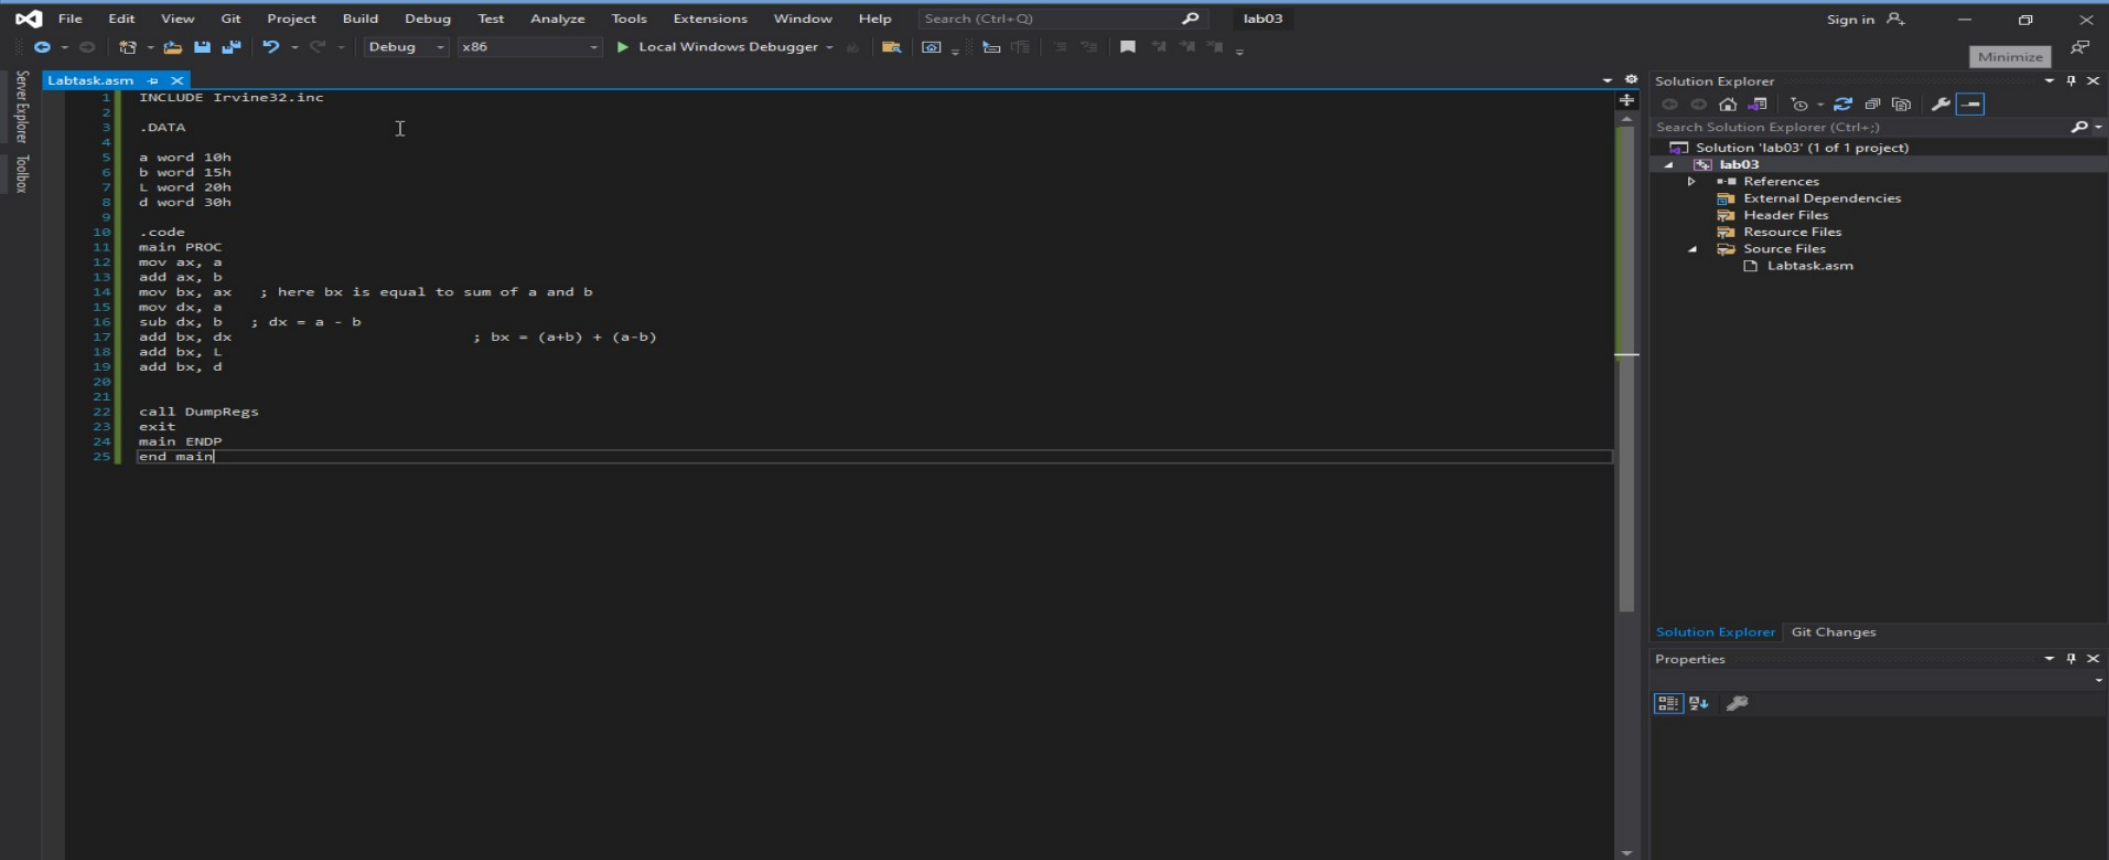 File Edit View Git Project Build Debug Test Analyze Tools Extensions Window Help Search (Ctrl+Q) lab03 Sign in
Debug x86 Local Windows Debugger
Minimize
Server Explorer
Toolbox
Labtask.asm
1 INCLUDE Irvine32.inc
2
3 .DATA
4
5 a word 10h
6 b word 15h
7 L word 20h
8 d word 30h
9
10 .code
11 main PROC
12 mov ax, a
13 add ax, b
14 mov bx, ax ; here bx is equal to sum of a and b
15 mov dx, a
16 sub dx, b ; dx = a - b
17 add bx, dx ; bx = (a+b) + (a-b)
18 add bx, L
19 add bx, d
20
21
22 call DumpRegs
23 exit
24 main ENDP
25 end main
Solution Explorer
Search Solution Explorer (Ctrl+;)
Solution 'lab03' (1 of 1 project)
lab03
References
External Dependencies
Header Files
Resource Files
Source Files
Labtask.asm
Solution Explorer Git Changes
Properties